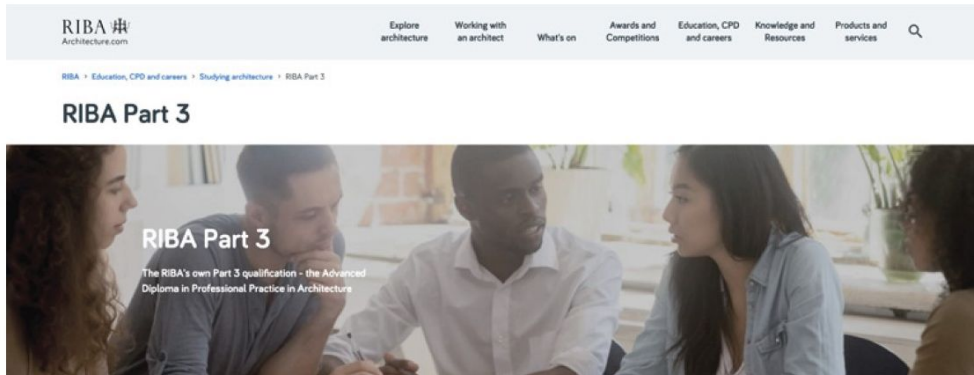 RIBA
Architecture.com
Explore architecture
Working with an architect
What's on
Awards and Competitions
Education, CPD and careers
Knowledge and Resources
Products and services
RIBA › Education, CPD and careers › Studying architecture › RIBA Part 3
RIBA Part 3
RIBA Part 3
The RIBA's own Part 3 qualification - the Advanced
Diploma in Professional Practice in Architecture